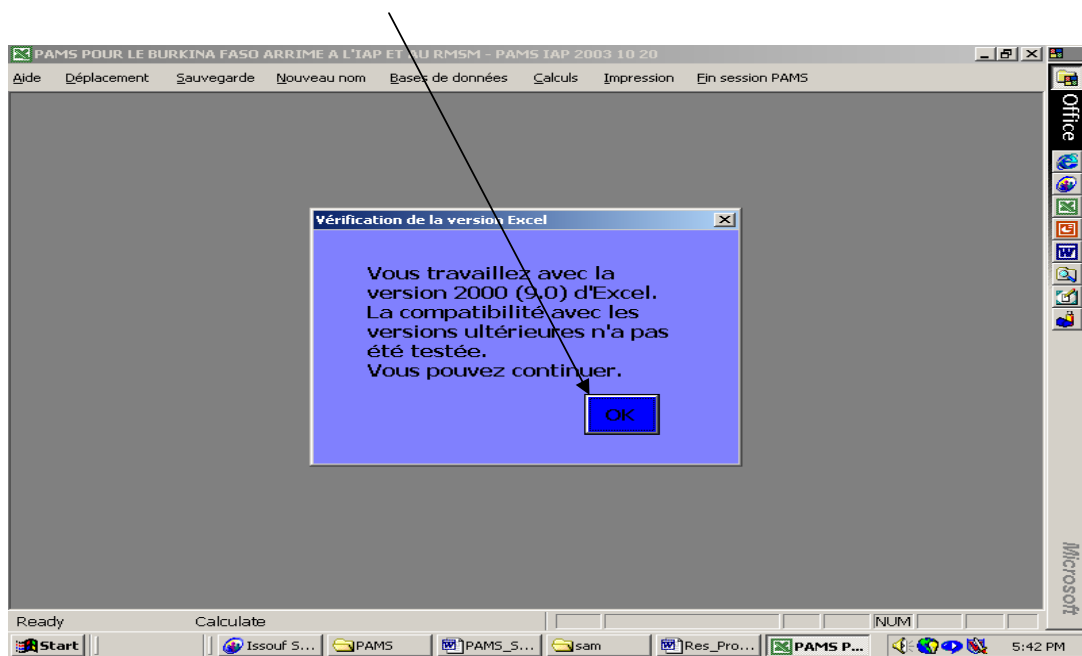 PAMS POUR LE BURKINA FASO ARRIME A L'IAP ET AU RMSM - PAMS IAP 2003 10 20
Aide Déplacement Sauvegarde Nouveau nom Bases de données Calculs Impression Fin session PAMS
Office
Vérification de la version Excel
Vous travaillez avec la
version 2000 (9.0) d'Excel.
La compatibilité avec les
versions ultérieures n'a pas
été testée.
Vous pouvez continuer.
OK
Microsoft
Ready Calculate NUM
Start Issouf S... PAMS PAMS_S... sam Res_Pro... PAMS P... 5:42 PM